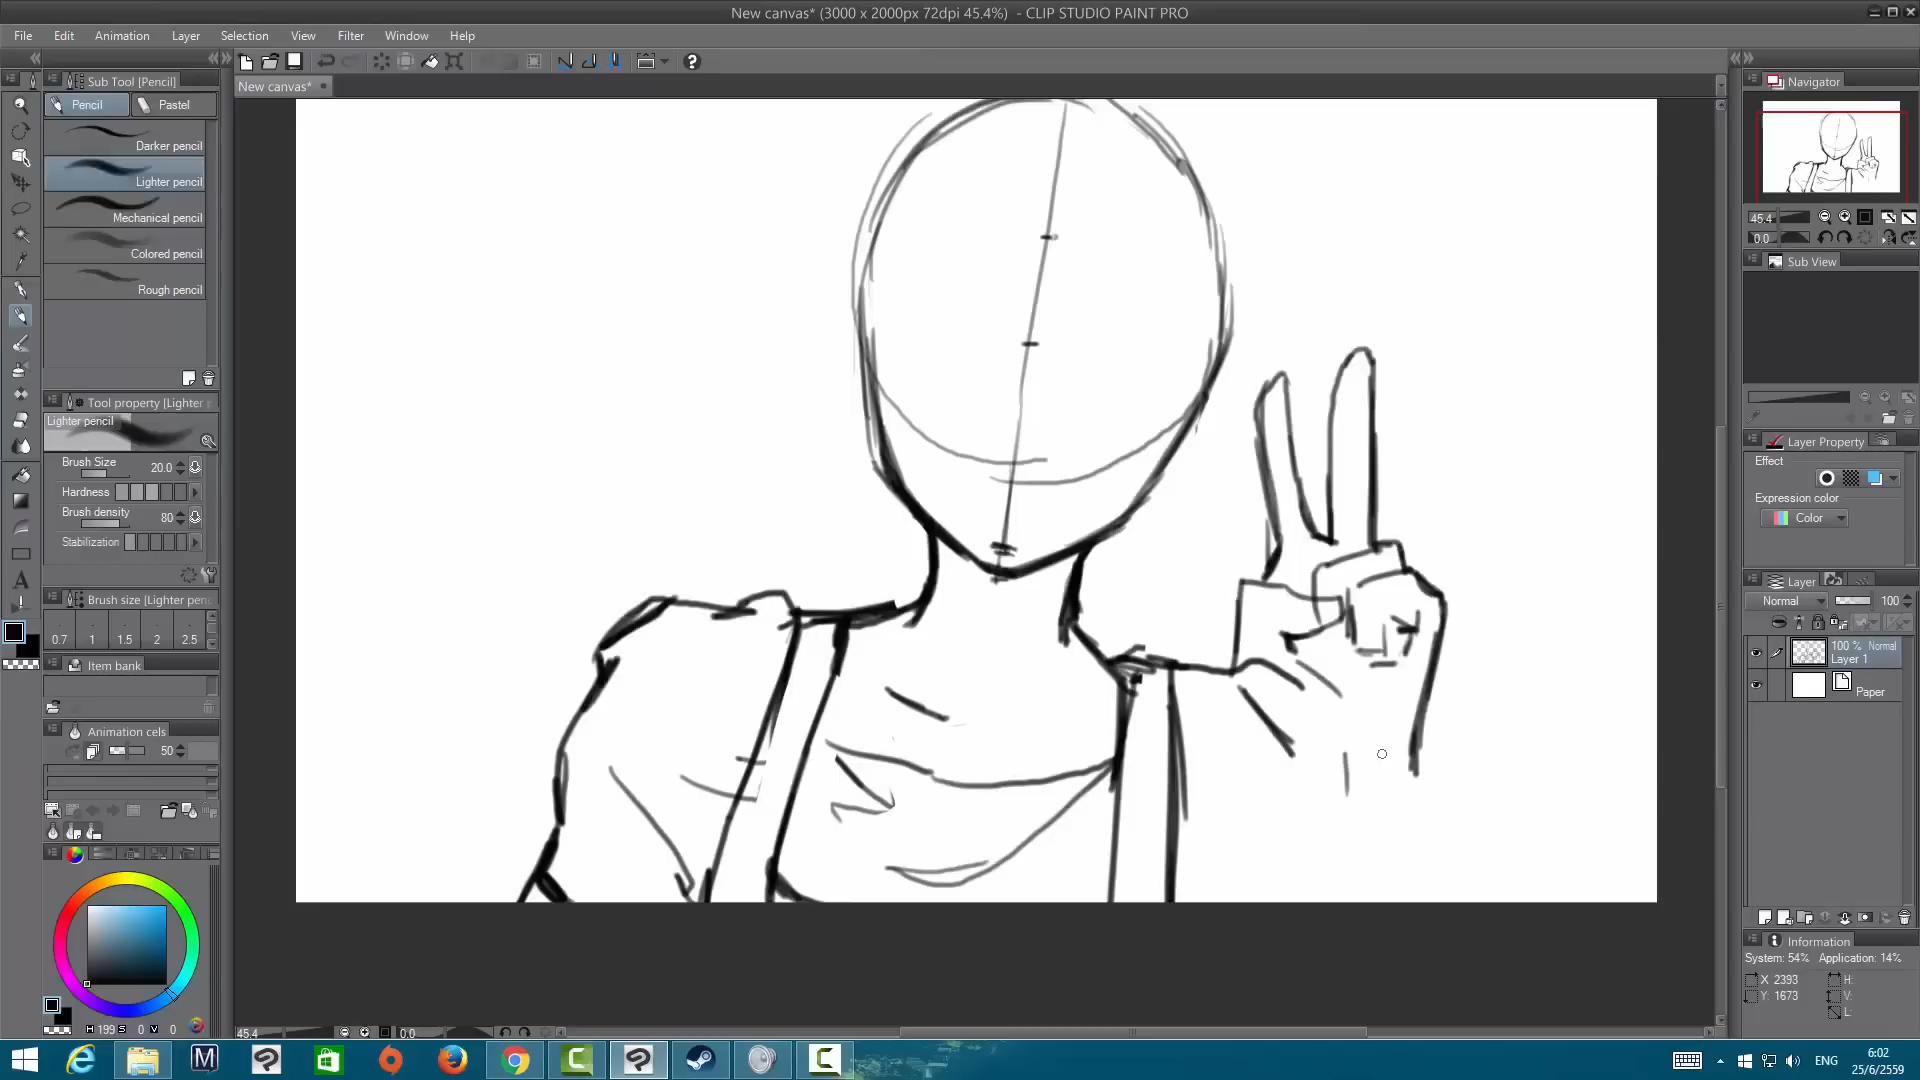 New canvas* (3000 x 2000px 72dpi 45.4%) - CLIP STUDIO PAINT PRO
File Edit Animation Layer Selection View Filter Window Help
Sub Tool [Pencil]
New canvas*
Navigator
Pencil Pastel
Darker pencil
Lighter pencil
Mechanical pencil
Colored pencil
Rough pencil
45.4
0.0
Sub View
Tool property [Lighter
Lighter pencil
Brush Size 20.0
Hardness
Brush density 80
Stabilization
Layer Property
Effect
Expression color
Color
Brush size [Lighter pen
0.7 1 1.5 2 2.5
Layer
Normal 100
100 % Normal
Layer 1
Paper
Item bank
Animation cels
50
H 199 S 0 V 0
45.4 0.0
Information
System: 54% Application: 14%
X 2393 H:
Y: 1673 V:
L:
ENG
6:02
25/6/2559